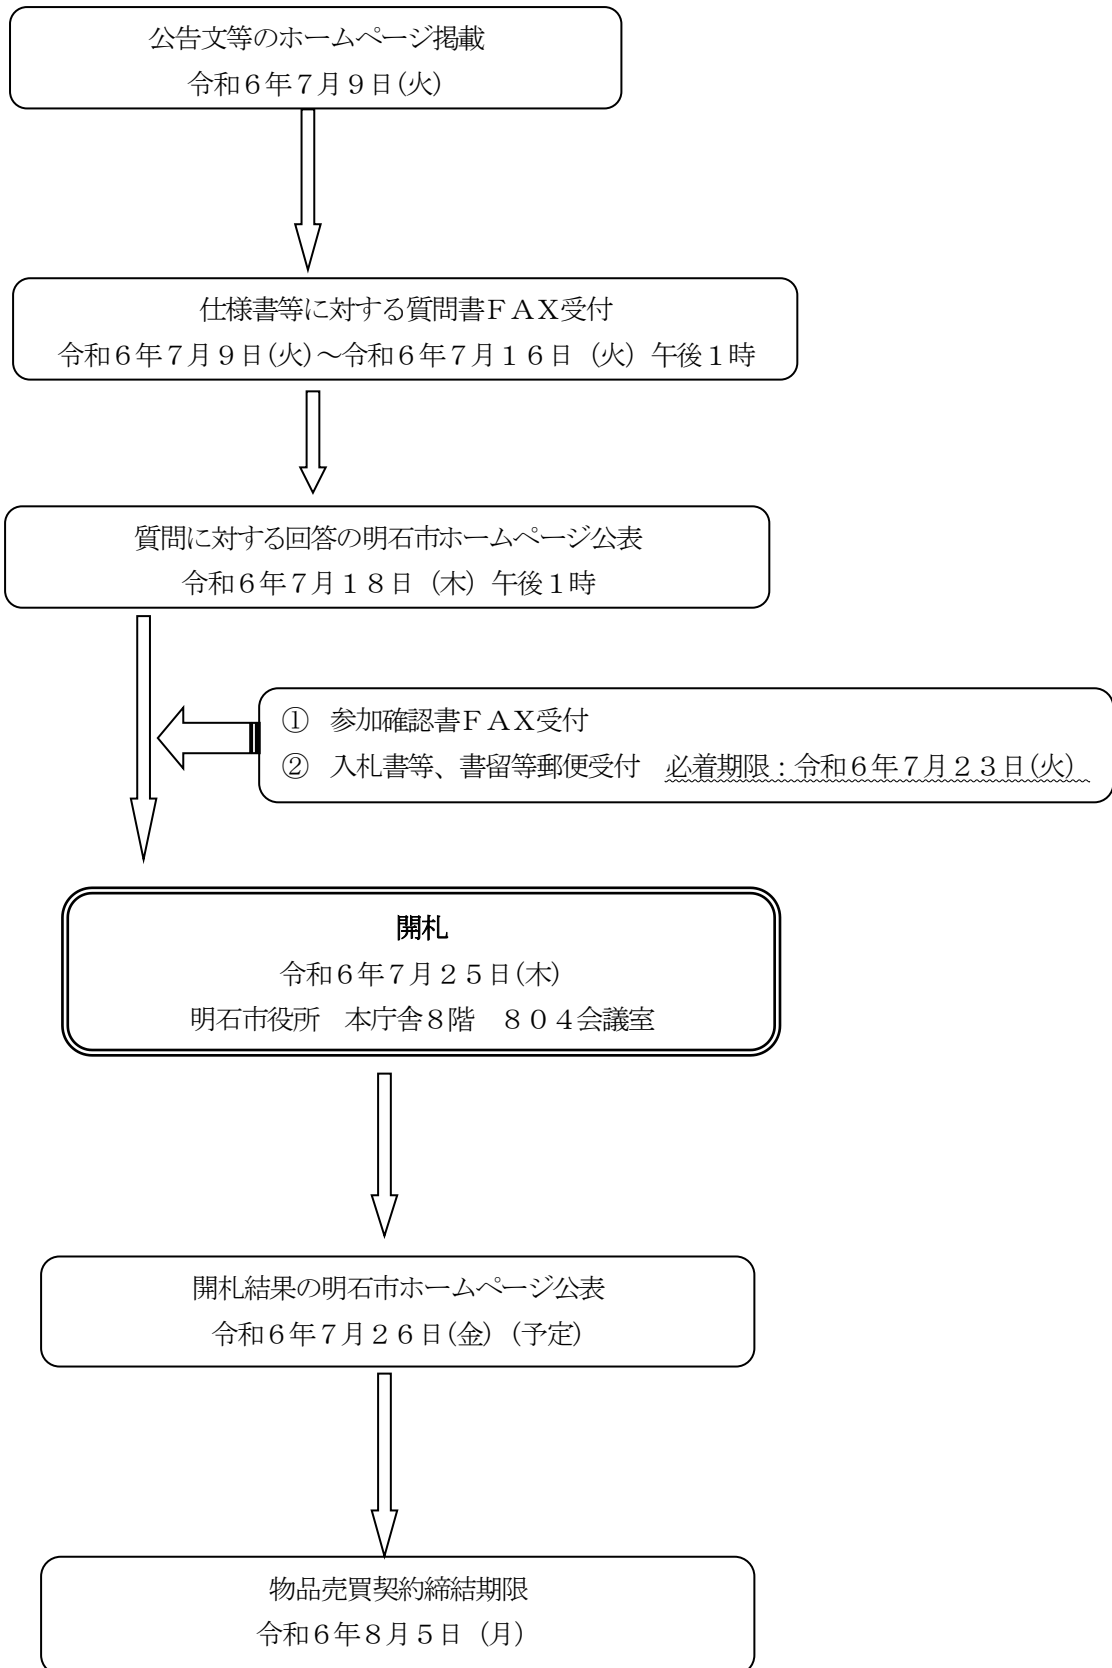 公告文等のホームページ掲載
令和６年７月９日(火)
仕様書等に対する質問書ＦＡＸ受付
令和６年７月９日(火)～令和６年７月１６日（火）午後１時
質問に対する回答の明石市ホームページ公表
令和６年７月１８日（木）午後１時
①　参加確認書ＦＡＸ受付
②　入札書等、書留等郵便受付　必着期限：令和６年７月２３日(火)
開札
令和６年７月２５日(木)
明石市役所　本庁舎８階　８０４会議室
開札結果の明石市ホームページ公表
令和６年７月２６日(金)（予定）
物品売買契約締結期限
令和６年８月５日（月）